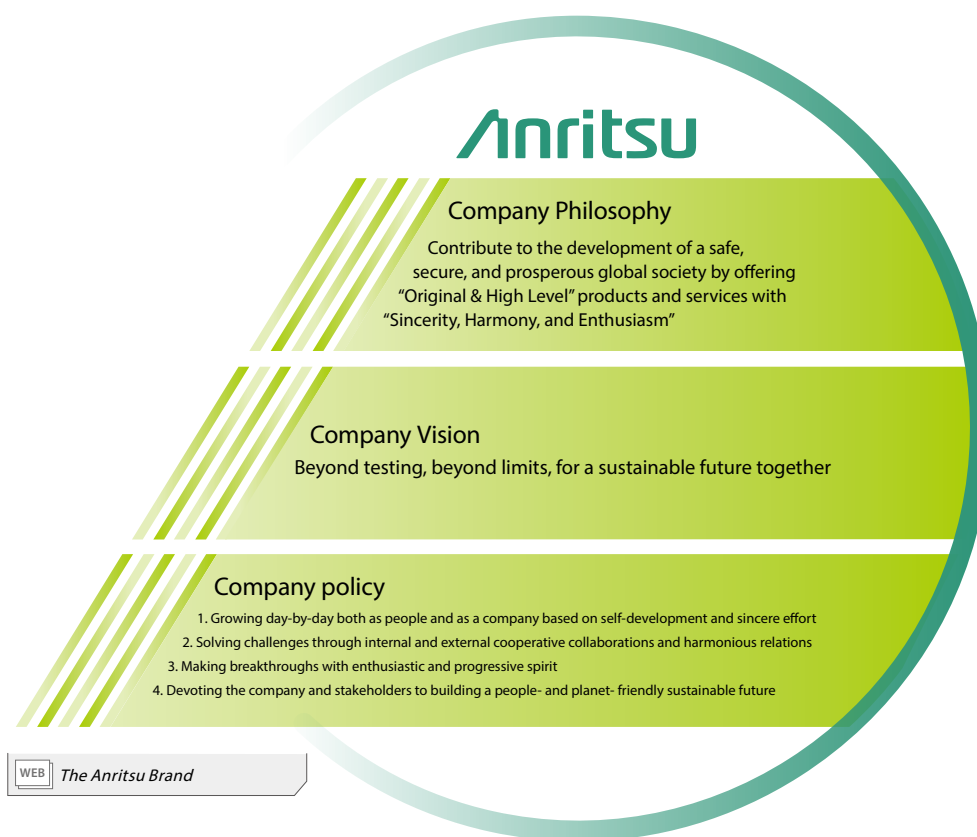 Anritsu
Company Philosophy
Contribute to the development of a safe,
secure, and prosperous global society by offering
“Original & High Level” products and services with
“Sincerity, Harmony, and Enthusiasm”
Company Vision
Beyond testing, beyond limits, for a sustainable future together
Company policy
1. Growing day-by-day both as people and as a company based on self-development and sincere effort
2. Solving challenges through internal and external cooperative collaborations and harmonious relations
3. Making breakthroughs with enthusiastic and progressive spirit
4. Devoting the company and stakeholders to building a people- and planet- friendly sustainable future
WEB The Anritsu Brand